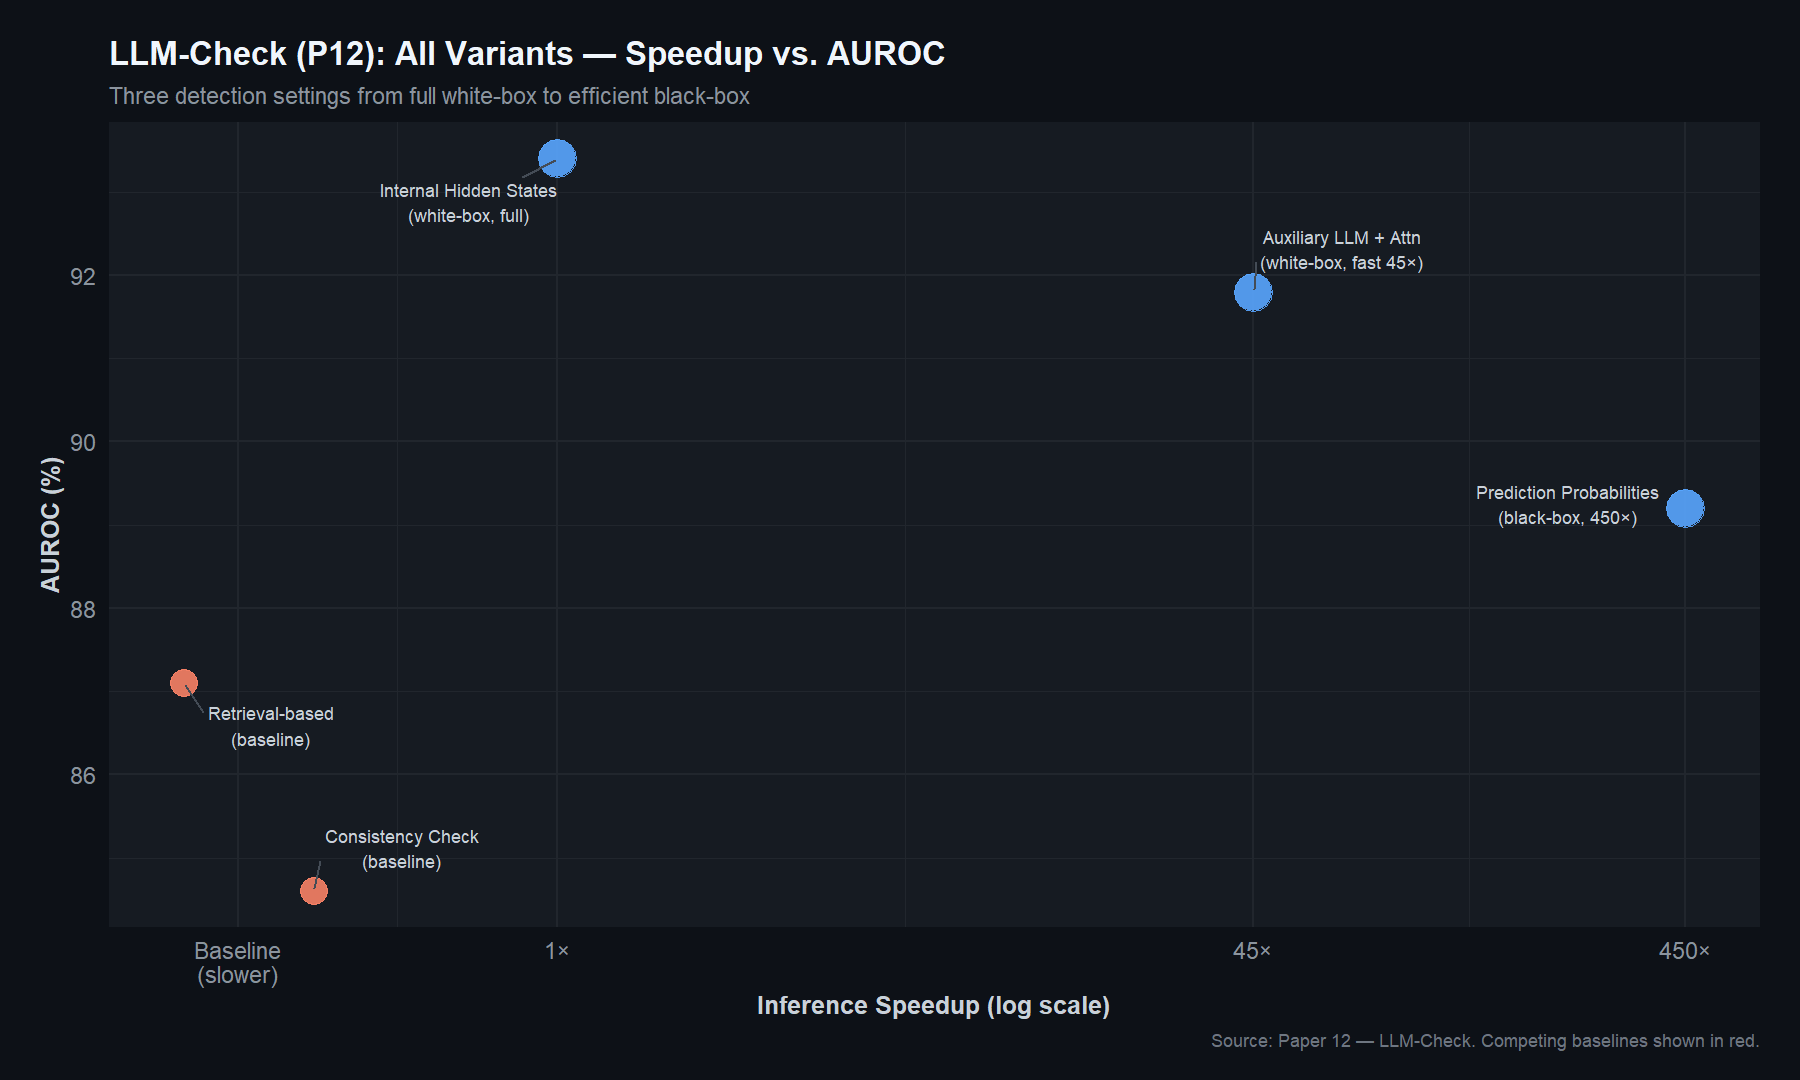 LLM-Check (P12): All Variants — Speedup vs. AUROC
Three detection settings from full white-box to efficient black-box
Internal Hidden States
(white-box, full)
Auxiliary LLM + Attn
(white-box, fast 45×)
Prediction Probabilities
(black-box, 450×)
Retrieval-based
(baseline)
Consistency Check
(baseline)
AUROC (%)
92
90
88
86
Baseline
(slower)
1×
45×
450×
Inference Speedup (log scale)
Source: Paper 12 — LLM-Check. Competing baselines shown in red.